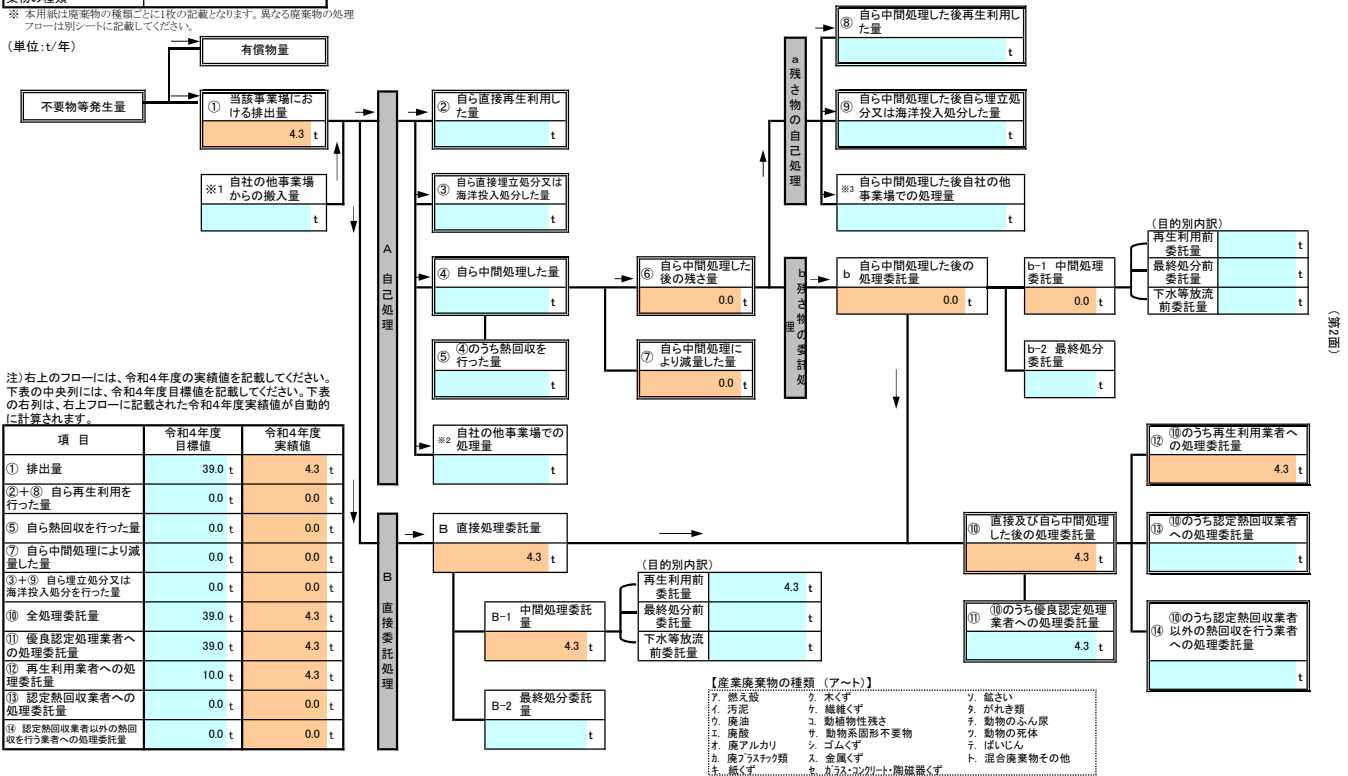 ※ 本用紙は廃棄物の種類ごとに1枚の記載となります。異なる廃棄物の処理
フローは別シートに記載してください。
(単位:t/年)
不要物等発生量
有償物量
① 当該事業場にお
ける排出量
4.3 t
※1 自社の他事業場
からの搬入量
t
A 自己処理
② 自ら直接再生利用し
た量
t
③ 自ら直接埋立処分又は
海洋投入処分した量
t
④ 自ら中間処理した量
t
⑤ ④のうち熱回収を
行った量
t
※2 自社の他事業場での
処理量
t
⑥ 自ら中間処理した
後の残さ量
0.0 t
⑦ 自ら中間処理によ
り減量した量
0.0 t
a 残さ物の自己処理
⑧ 自ら中間処理した後再生利用し
た量
t
⑨ 自ら中間処理した後自ら埋立処
分又は海洋投入処分した量
t
※3 自ら中間処理した後自社の他
事業場での処理量
t
b 残さ物の委託処理
b 自ら中間処理した後の
処理委託量
0.0 t
b-1 中間処理
委託量
0.0 t
(目的別内訳)
再生利用前
委託量 t
最終処分前
委託量 t
下水等放流
前委託量 t
b-2 最終処分
委託量
t
(第2面)
注)右上のフローには、令和4年度の実績値を記載してください。
下表の中央列には、令和4年度目標値を記載してください。下表
の右列は、右上フローに記載された令和4年度実績値が自動的
に計算されます。
項 目 令和4年度
目標値 令和4年度
実績値
① 排出量 39.0 t 4.3 t
②+⑧ 自ら再生利用を
行った量 0.0 t 0.0 t
⑤ 自ら熱回収を行った量 0.0 t 0.0 t
⑦ 自ら中間処理により減
量した量 0.0 t 0.0 t
③+⑨ 自ら埋立処分又は
海洋投入処分を行った量 0.0 t 0.0 t
⑩ 全処理委託量 39.0 t 4.3 t
⑪ 優良認定処理業者へ
の処理委託量 39.0 t 4.3 t
⑫ 再生利用業者への処
理委託量 10.0 t 4.3 t
⑬ 認定熱回収業者への
処理委託量 0.0 t 0.0 t
⑭ 認定熱回収業者以外の熱回
収を行う業者への処理委託量 0.0 t 0.0 t
B 直接委託処理
B 直接処理委託量
4.3 t
B-1 中間処理委託
量
4.3 t
(目的別内訳)
再生利用前
委託量 4.3 t
最終処分前
委託量 t
下水等放流
前委託量 t
B-2 最終処分委託
量
t
⑩ 直接及び自ら中間処理
した後の処理委託量
4.3 t
⑪ ⑩のうち優良認定処理
業者への処理委託量
4.3 t
⑫ ⑩のうち再生利用業者へ
の処理委託量
4.3 t
⑬ ⑩のうち認定熱回収業者
への処理委託量
t
⑭ ⑩のうち認定熱回収業者
以外の熱回収を行う業者
への処理委託量
t
【産業廃棄物の種類 (ア~ト)】
ア. 燃え殻 ク. 木くず ソ. 鉱さい
イ. 汚泥 ケ. 繊維くず タ. がれき類
ウ. 廃油 コ. 動植物性残さ チ. 動物のふん尿
エ. 廃酸 サ. 動物系固形不要物 ツ. 動物の死体
オ. 廃アルカリ シ. ゴムくず テ. ばいじん
カ. 廃プラスチック類 ス. 金属くず ト. 混合廃棄物その他
キ. 紙くず セ. ガラス・コンクリート・陶磁器くず